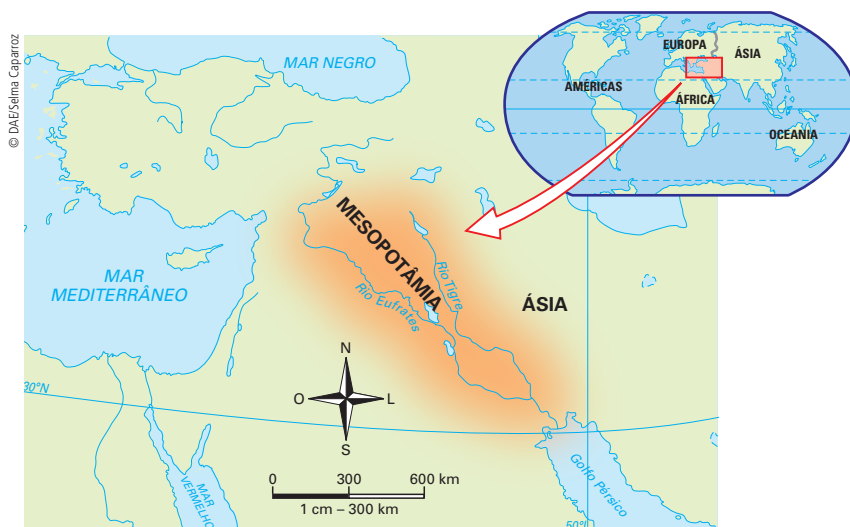 © DAE/Selma Caparroz
MAR NEGRO
EUROPA
ÁSIA
AMÉRICAS
ÁFRICA
OCEANIA
MESOPOTÂMIA
Rio Tigre
Rio Eufrates
ÁSIA
MAR
MEDITERRÂNEO
30°N
N
O
L
S
0 300 600 km
1 cm – 300 km
MAR
VERMELHO
Golfo Pérsico
50°L